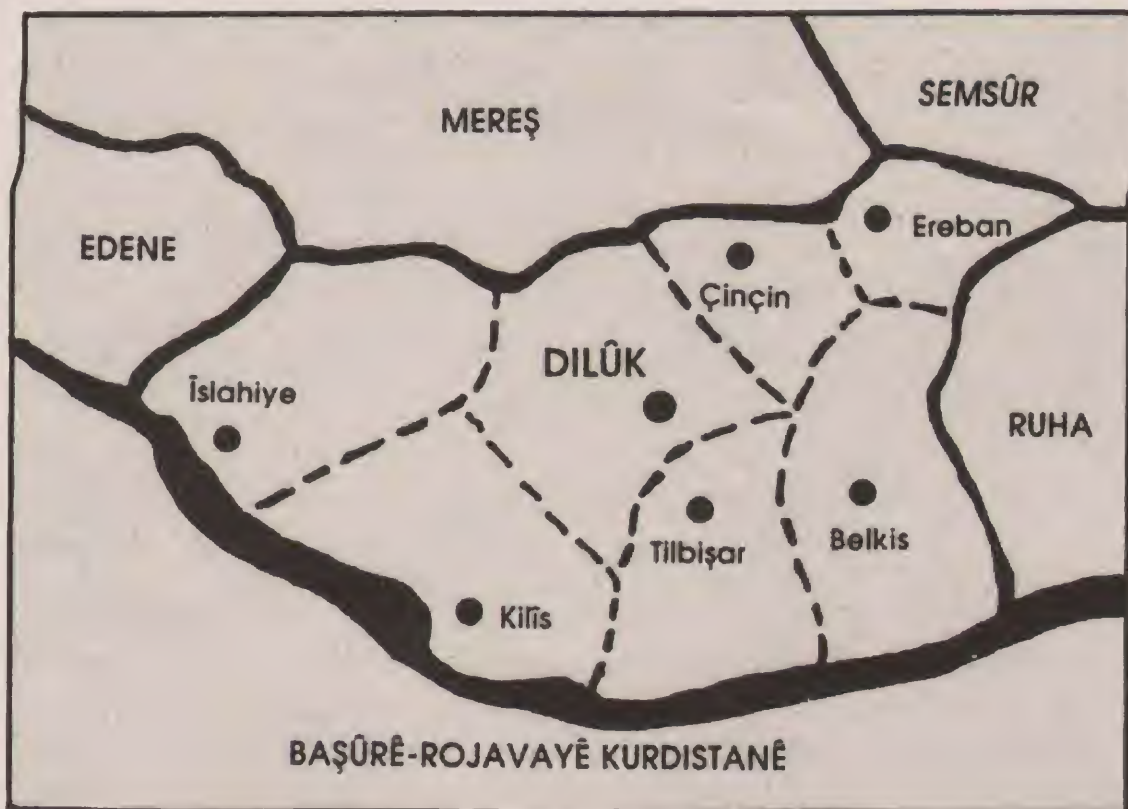 SEMSÛR
MEREŞ
Ereban
EDENE
Çinçin
DILÛK
Îslahiye
RUHA
Belkis
Tilbişar
Kilîs
BAŞÛRÊ-ROJAVAYÊ KURDISTANÊ